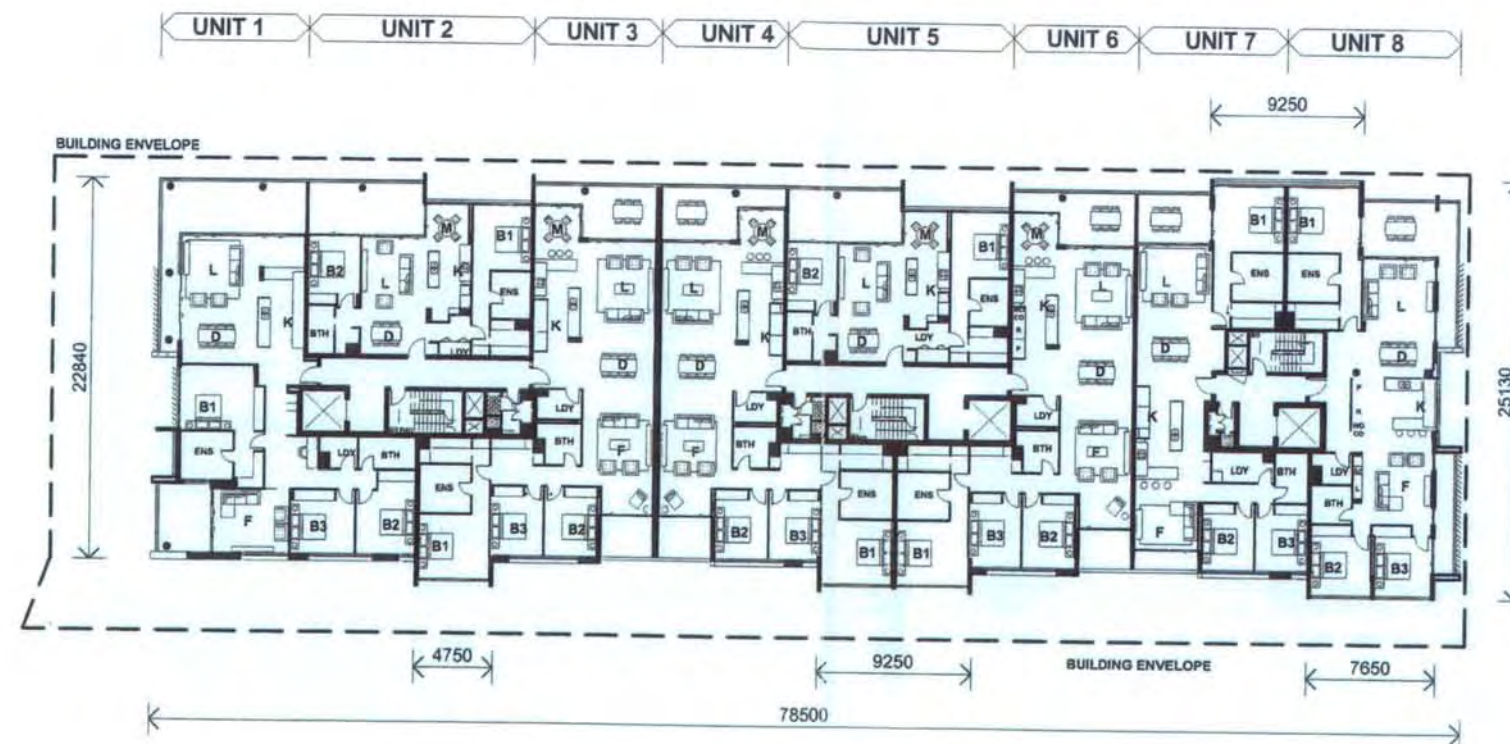 UNIT 1 UNIT 2 UNIT 3 UNIT 4 UNIT 5 UNIT 6 UNIT 7 UNIT 8
9250
BUILDING ENVELOPE
22840
25130
M B1 M M M B1 M B1 B1
L B2 L K L L B2 L K L L L
ENS ENS ENS ENS
K BTH D K K BTH D K
D LDY D D LDY D D D
B1 K K
LDY LDY LDY
ENS LDY BTH BTH BTH BTH LDY BTH LDY
F F F F
ENS ENS ENS BTH
F B3 B2 B3 B2 B2 B3 B3 B2 F B2 B3
B1 B1 B1 B2 B3
4750 9250 BUILDING ENVELOPE 7650
78500